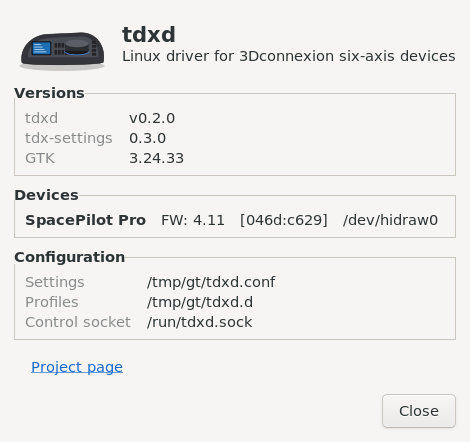 tdxd
Linux driver for 3Dconnexion six-axis devices
Versions
tdxd v0.2.0
tdx-settings 0.3.0
GTK 3.24.33
Devices
SpacePilot Pro FW: 4.11 [046d:c629] /dev/hidraw0
Configuration
Settings /tmp/gt/tdxd.conf
Profiles /tmp/gt/tdxd.d
Control socket /run/tdxd.sock
Project page
Close